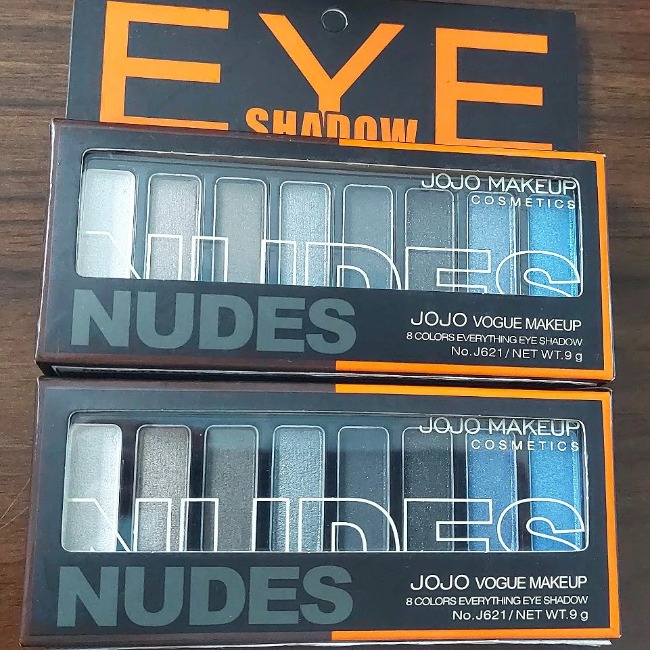 EYE
SHADOW
JOJO MAKEUP
COSMETICS
NUDES
NUDES
JOJO VOGUE MAKEUP
8 COLORS EVERYTHING EYE SHADOW
No.J621/NET WT.9 g
JOJO MAKEUP
COSMETICS
NUDES
NUDES
JOJO VOGUE MAKEUP
8 COLORS EVERYTHING EYE SHADOW
No.J621/NET WT.9 g